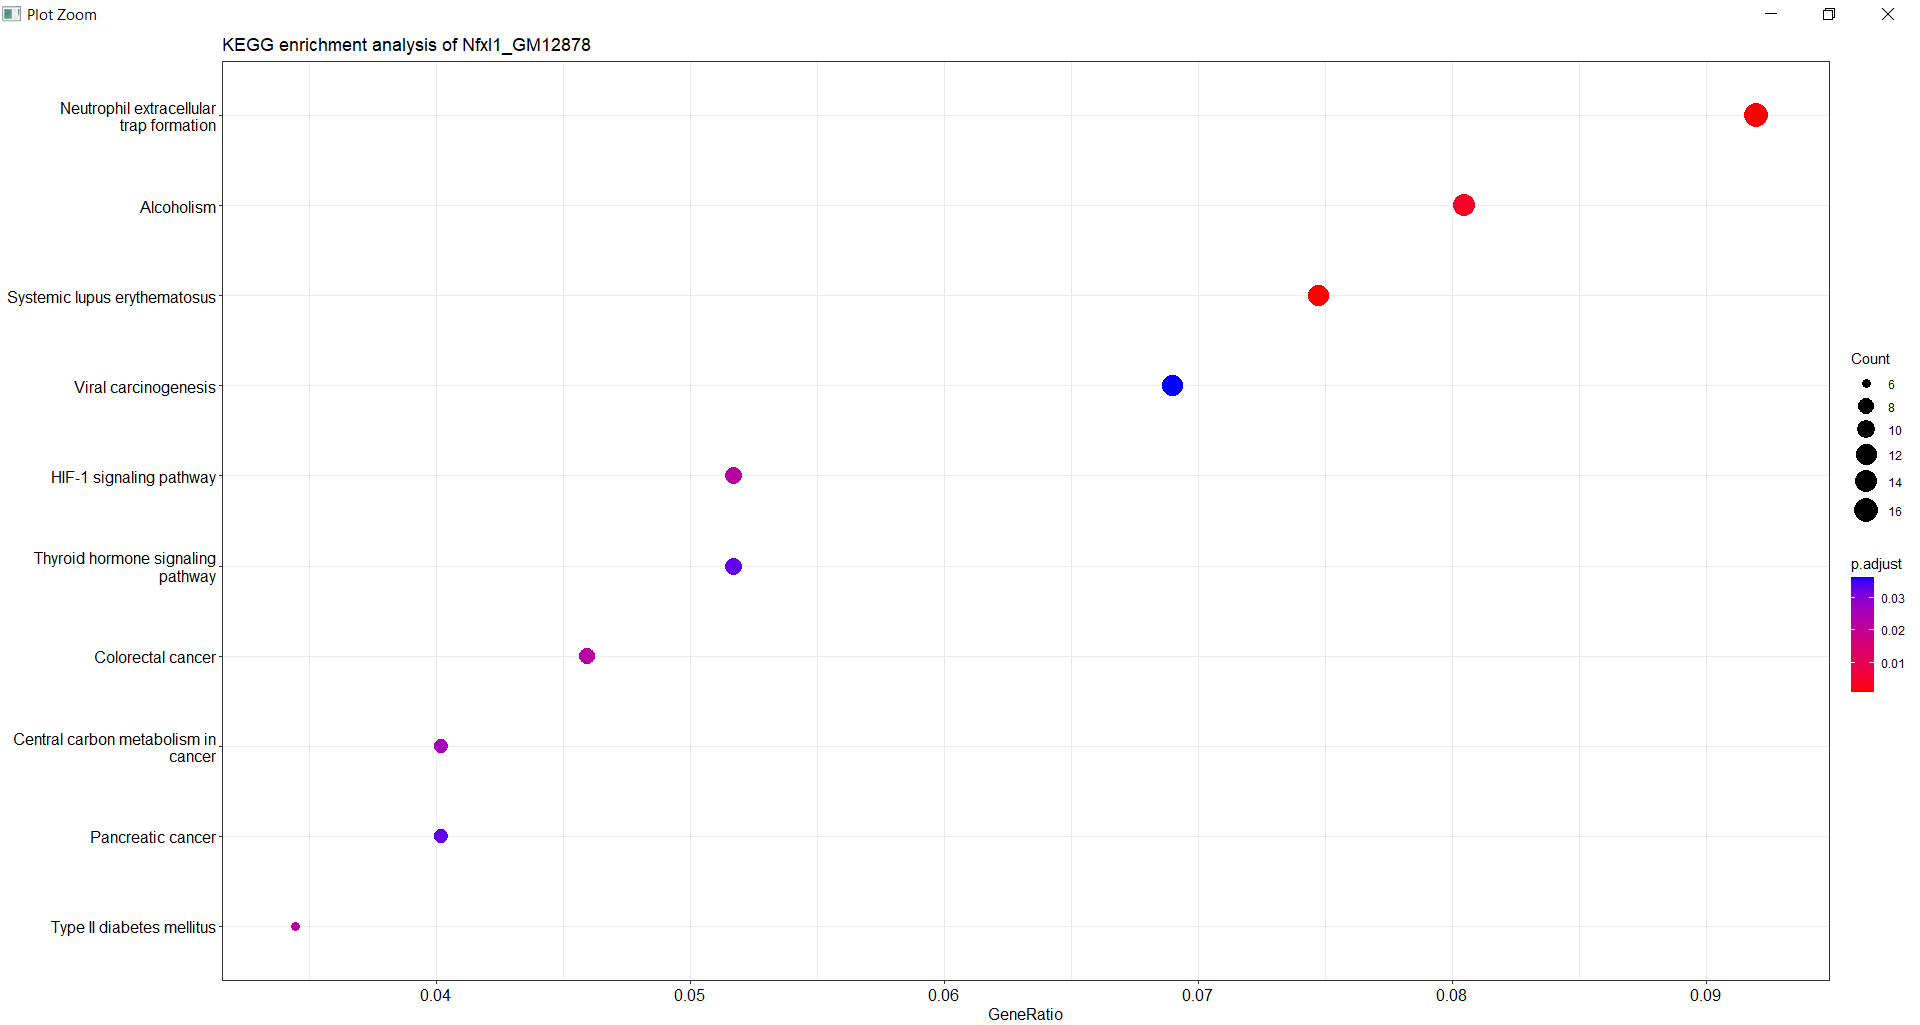 Plot Zoom
KEGG enrichment analysis of Nfxl1_GM12878
Neutrophil extracellular
trap formation
Alcoholism
Systemic lupus erythematosus
Viral carcinogenesis
HIF-1 signaling pathway
Thyroid hormone signaling
pathway
Colorectal cancer
Central carbon metabolism in
cancer
Pancreatic cancer
Type II diabetes mellitus
0.04
0.05
0.06
0.07
0.08
0.09
GeneRatio
Count
6
8
10
12
14
16
p.adjust
0.03
0.02
0.01